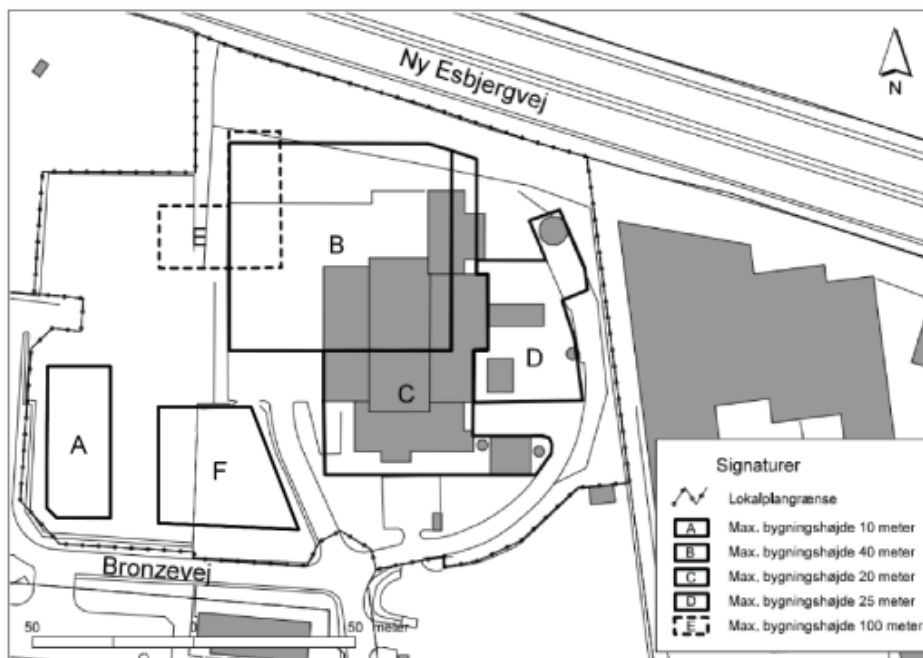 Ny Esbjergvej
N
E
B
D
C
A
F
Bronzevej
50 0 50 meter
Signaturer
Lokalplangrænse
A Max. bygningshøjde 10 meter
B Max. bygningshøjde 40 meter
C Max. bygningshøjde 20 meter
D Max. bygningshøjde 25 meter
E Max. bygningshøjde 100 meter